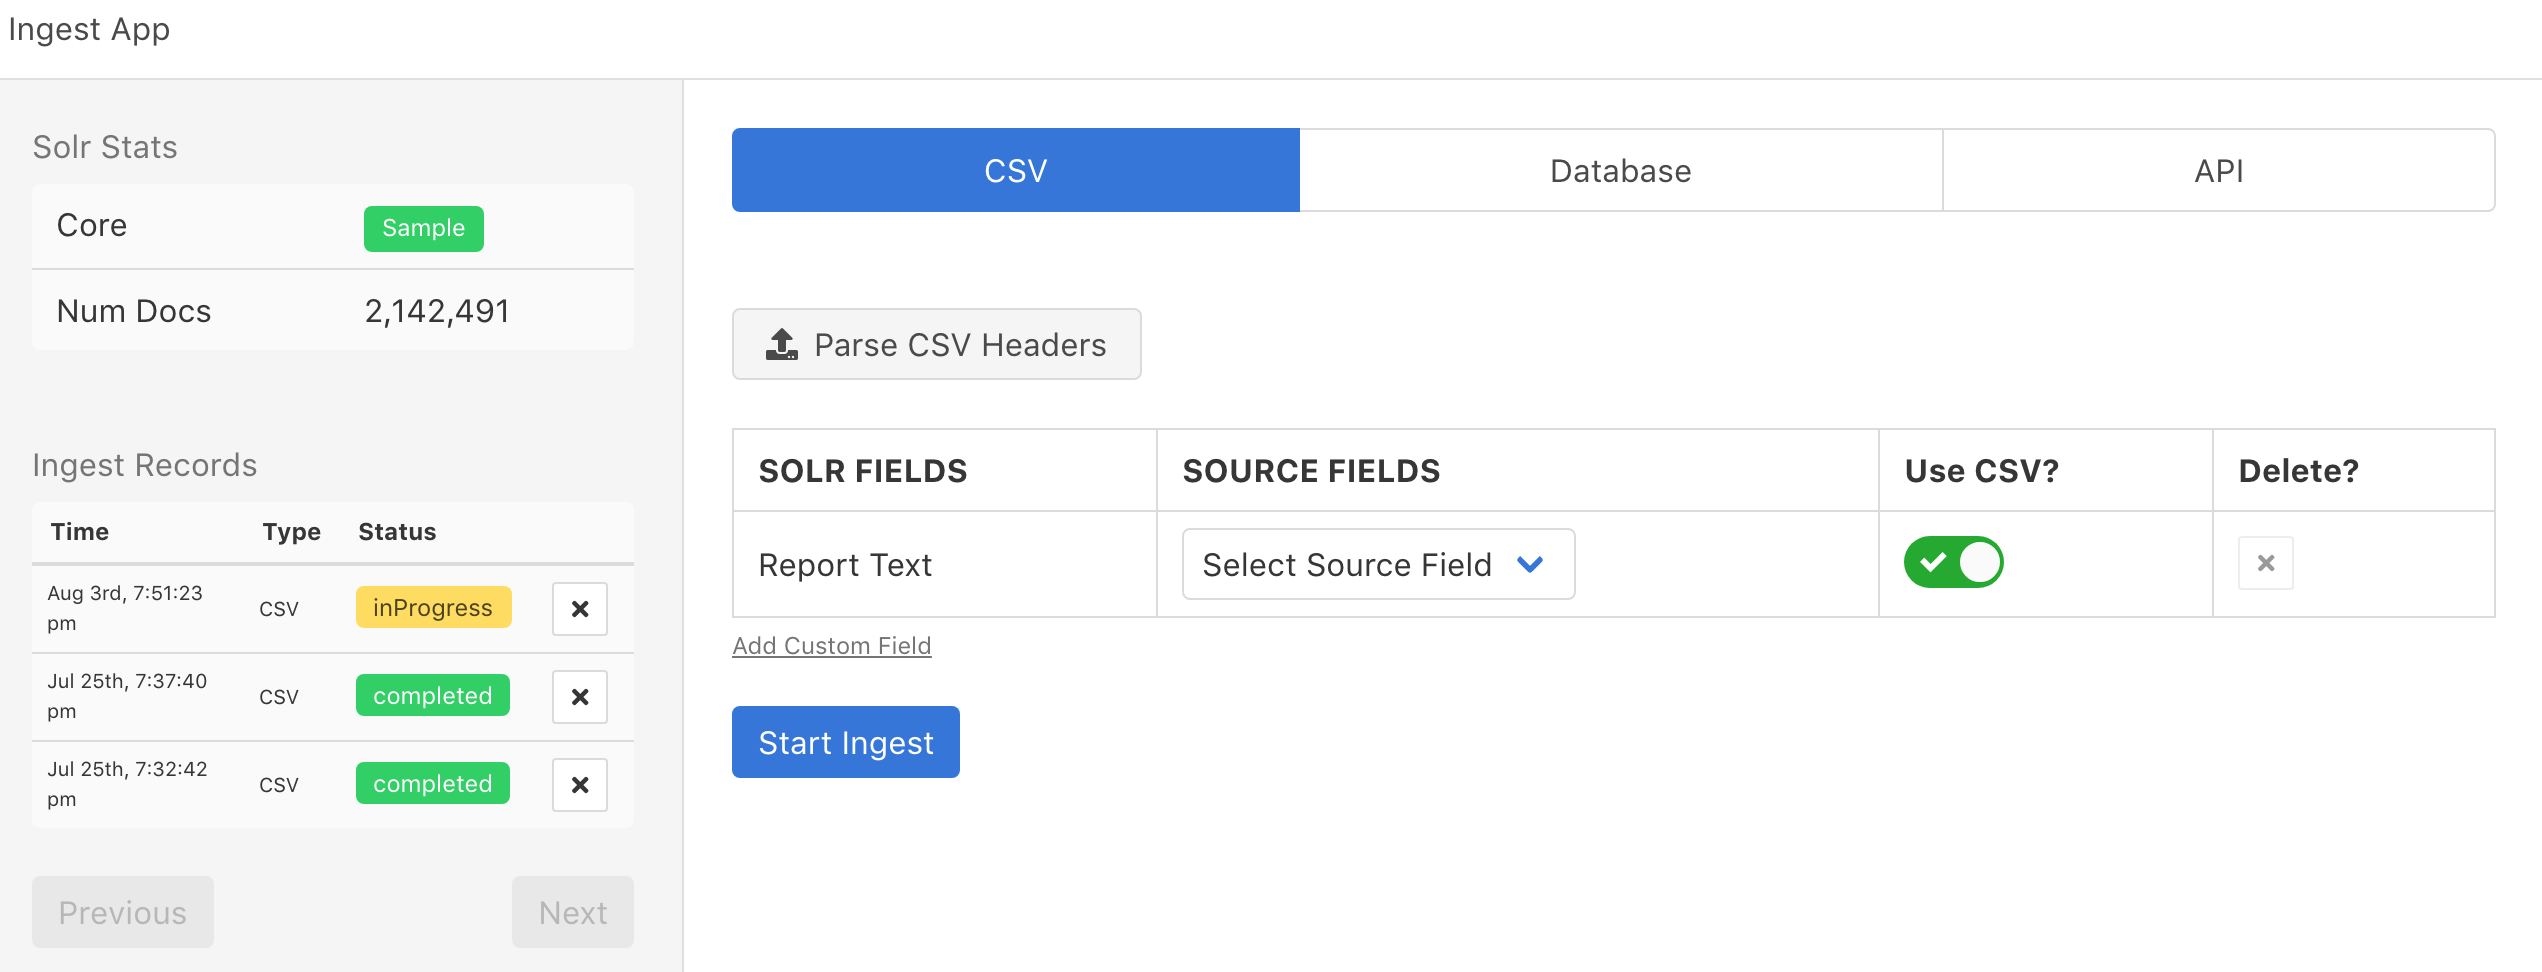 Ingest App
Solr Stats
Core Sample
Num Docs 2,142,491
Ingest Records
Time Type Status
Aug 3rd, 7:51:23
pm
CSV inProgress
Jul 25th, 7:37:40
pm
CSV completed
Jul 25th, 7:32:42
pm
CSV completed
Previous Next
CSV Database API
Parse CSV Headers
SOLR FIELDS SOURCE FIELDS Use CSV? Delete?
Report Text Select Source Field
Add Custom Field
Start Ingest